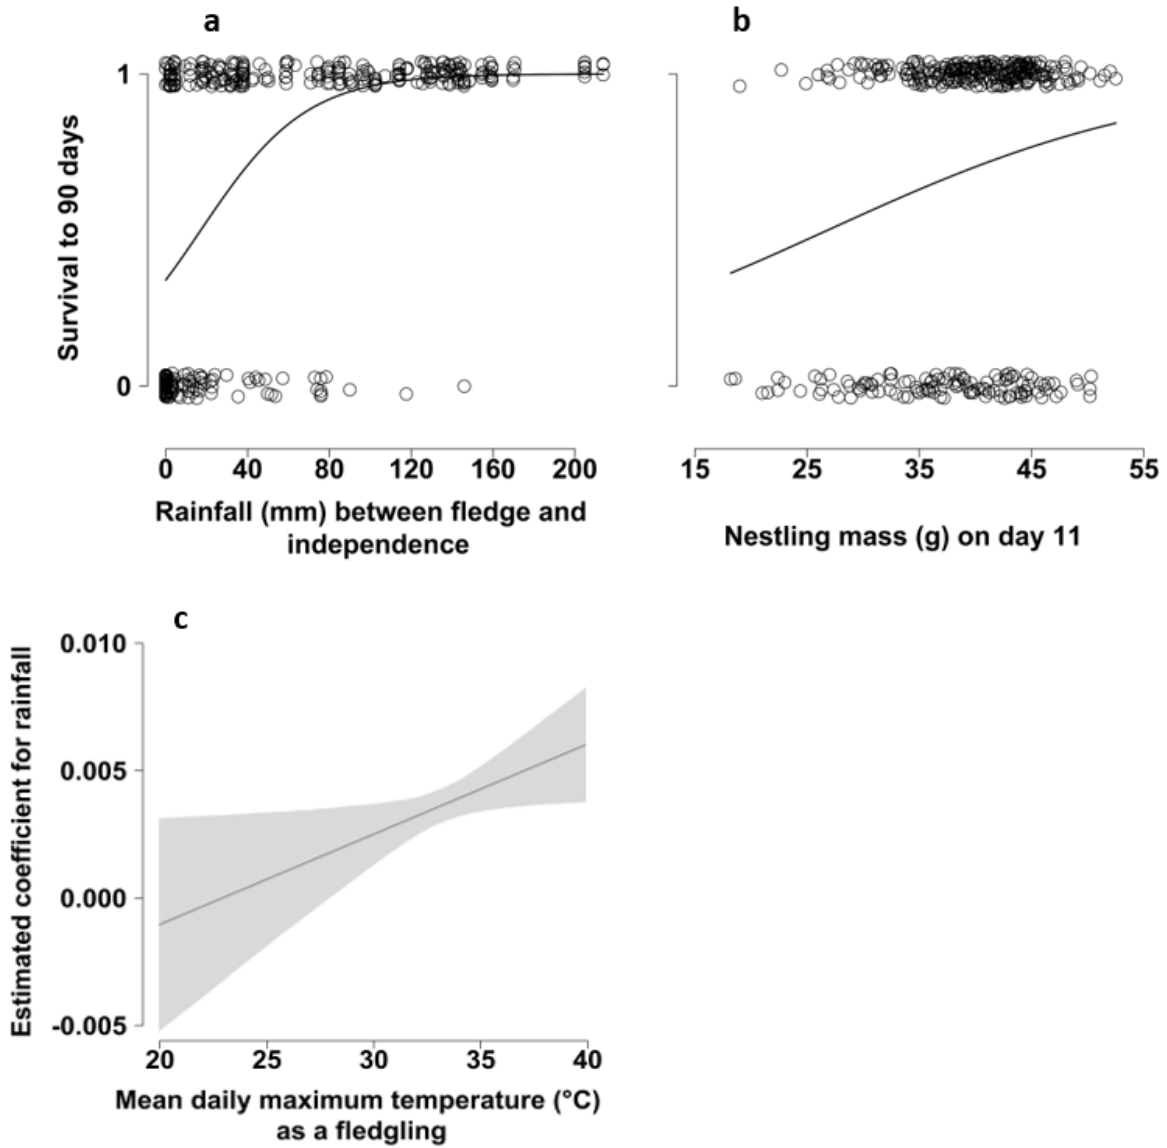 a
b
Survival to 90 days
1
0
0 40 80 120 160 200
15 25 35 45 55
Rainfall (mm) between fledge and
independence
Nestling mass (g) on day 11
c
Estimated coefficient for rainfall
0.010
0.005
0.000
-0.005
20 25 30 35 40
Mean daily maximum temperature (°C)
as a fledgling